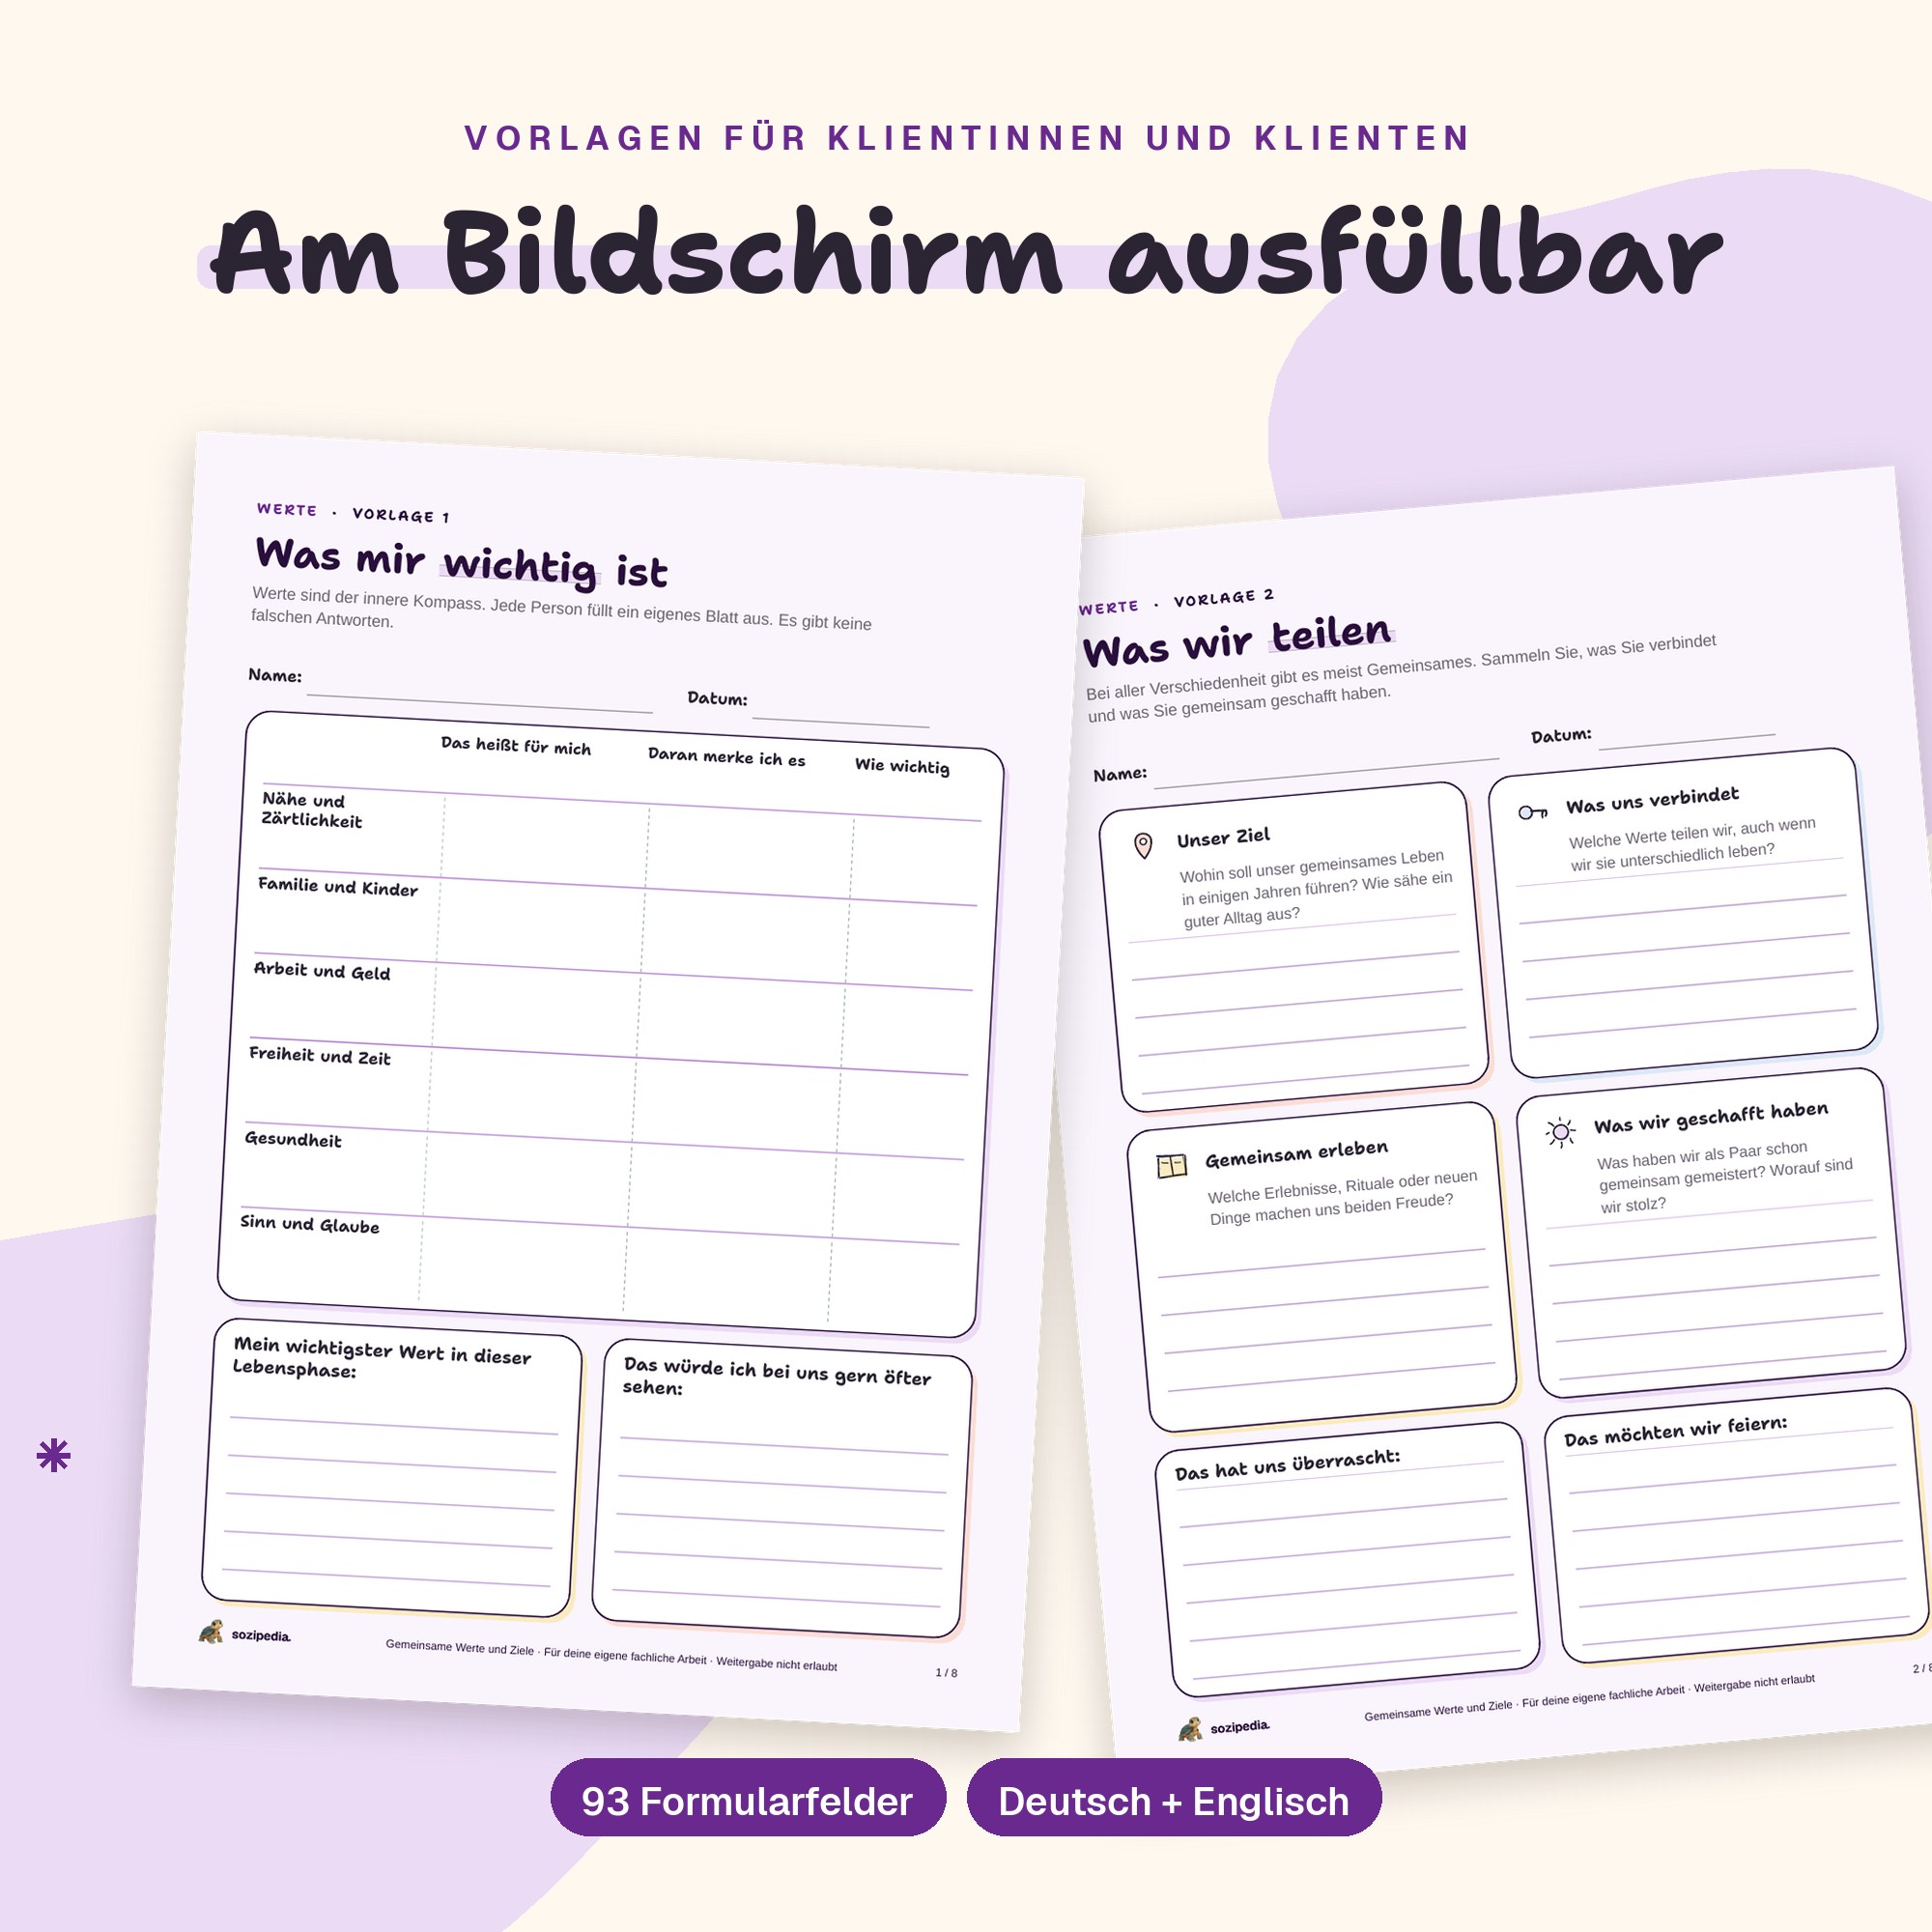 VORLAGEN FÜR KLIENTINNEN UND KLIENTEN
Am Bildschirm ausfüllbar
WERTE · VORLAGE 1
Was mir wichtig ist
Werte sind der innere Kompass. Jede Person füllt ein eigenes Blatt aus. Es gibt keine
falschen Antworten.
Name:
Datum:
Das heißt für mich
Daran merke ich es
Wie wichtig
Nähe und
Zärtlichkeit
Familie und Kinder
Arbeit und Geld
Freiheit und Zeit
Gesundheit
Sinn und Glaube
Mein wichtigster Wert in dieser
Lebensphase:
Das würde ich bei uns gern öfter
sehen:
sozipedia.
Gemeinsame Werte und Ziele · Für deine eigene fachliche Arbeit · Weitergabe nicht erlaubt
1 / 8
WERTE · VORLAGE 2
Was wir teilen
Bei aller Verschiedenheit gibt es meist Gemeinsames. Sammeln Sie, was Sie verbindet
und was Sie gemeinsam geschafft haben.
Name:
Datum:
Unser Ziel
Wohin soll unser gemeinsames Leben
in einigen Jahren führen? Wie sähe ein
guter Alltag aus?
Was uns verbindet
Welche Werte teilen wir, auch wenn
wir sie unterschiedlich leben?
Gemeinsam erleben
Welche Erlebnisse, Rituale oder neuen
Dinge machen uns beiden Freude?
Was wir geschafft haben
Was haben wir als Paar schon
gemeinsam gemeistert? Worauf sind
wir stolz?
Das hat uns überrascht:
Das möchten wir feiern:
sozipedia.
Gemeinsame Werte und Ziele · Für deine eigene fachliche Arbeit · Weitergabe nicht erlaubt
2 / 8
93 Formularfelder
Deutsch + Englisch